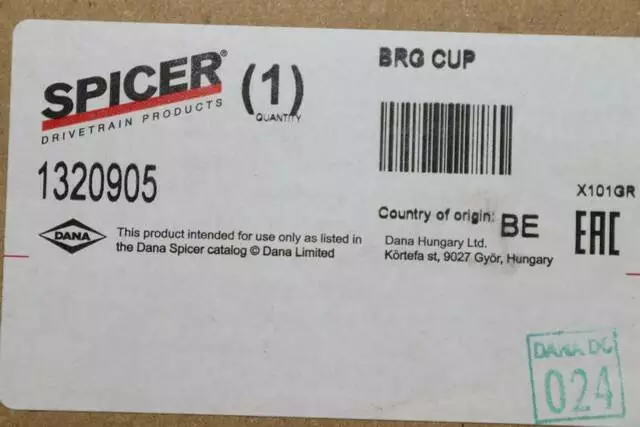 SPICER®
DRIVETRAIN PRODUCTS
(1)
QUANTITY
BRG CUP
1320905
X101GR
Country of origin: BE
EAC
DANA
This product intended for use only as listed in
the Dana Spicer catalog © Dana Limited
Dana Hungary Ltd.
Körtefa st, 9027 Győr, Hungary
DANA DC
024